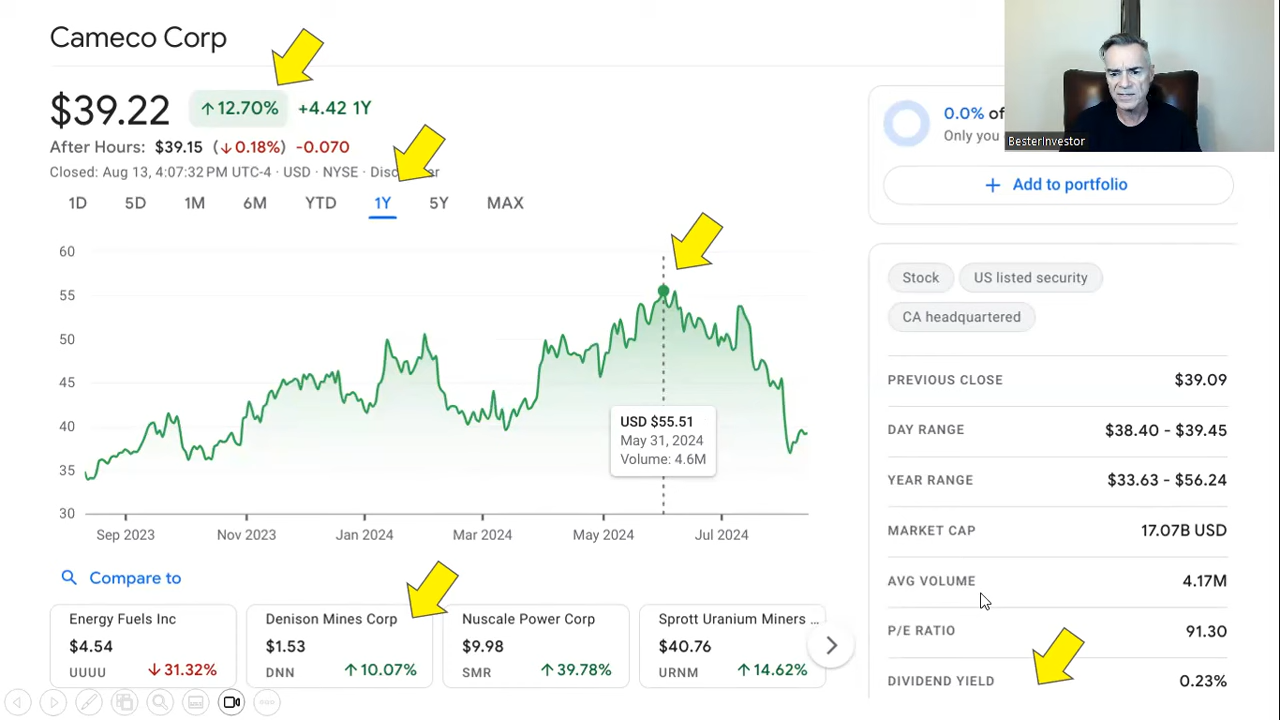 Cameco Corp
$39.22 ↑ 12.70% +4.42 1Y
After Hours: $39.15 (↓0.18%) -0.070
Closed: Aug 13, 4:07:32 PM UTC-4 · USD · NYSE ·
1D 5D 1M 6M YTD 1Y 5Y MAX
60
55
50
45
40
35
30
USD $55.51
May 31, 2024
Volume: 4.6M
Sep 2023 Nov 2023 Jan 2024 Mar 2024 May 2024 Jul 2024
Compare to
Energy Fuels Inc
$4.54
UUUU ↓31.32%
Denison Mines Corp
$1.53
DNN ↑10.07%
Nuscale Power Corp
$9.98
SMR ↑39.78%
Sprott Uranium Miners ...
$40.76
URNM ↑14.62%
BesterInvestor
0.0% of
Only you
+ Add to portfolio
Stock US listed security
CA headquartered
PREVIOUS CLOSE $39.09
DAY RANGE $38.40 - $39.45
YEAR RANGE $33.63 - $56.24
MARKET CAP 17.07B USD
AVG VOLUME 4.17M
P/E RATIO 91.30
DIVIDEND YIELD 0.23%